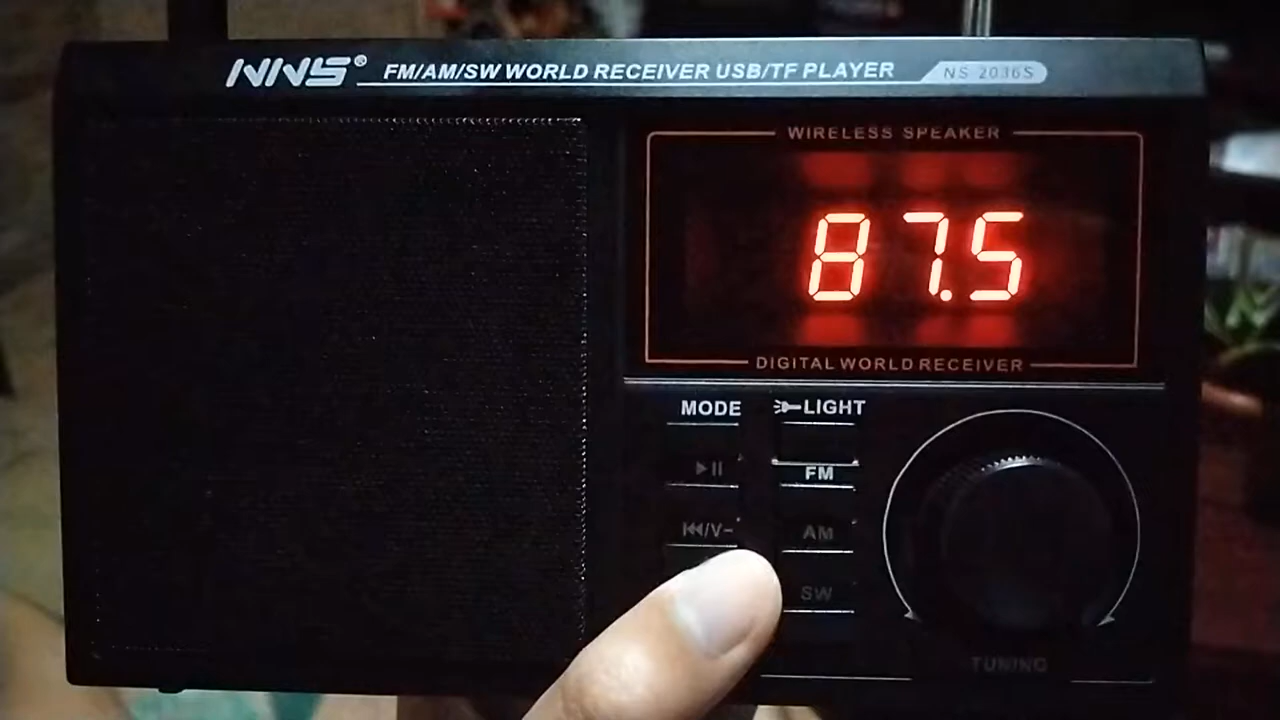 NNS® FM/AM/SW WORLD RECEIVER USB/TF PLAYER NS 2036S
WIRELESS SPEAKER
87.5
DIGITAL WORLD RECEIVER
MODE LIGHT
FM
/V-
AM
SW
TUNING